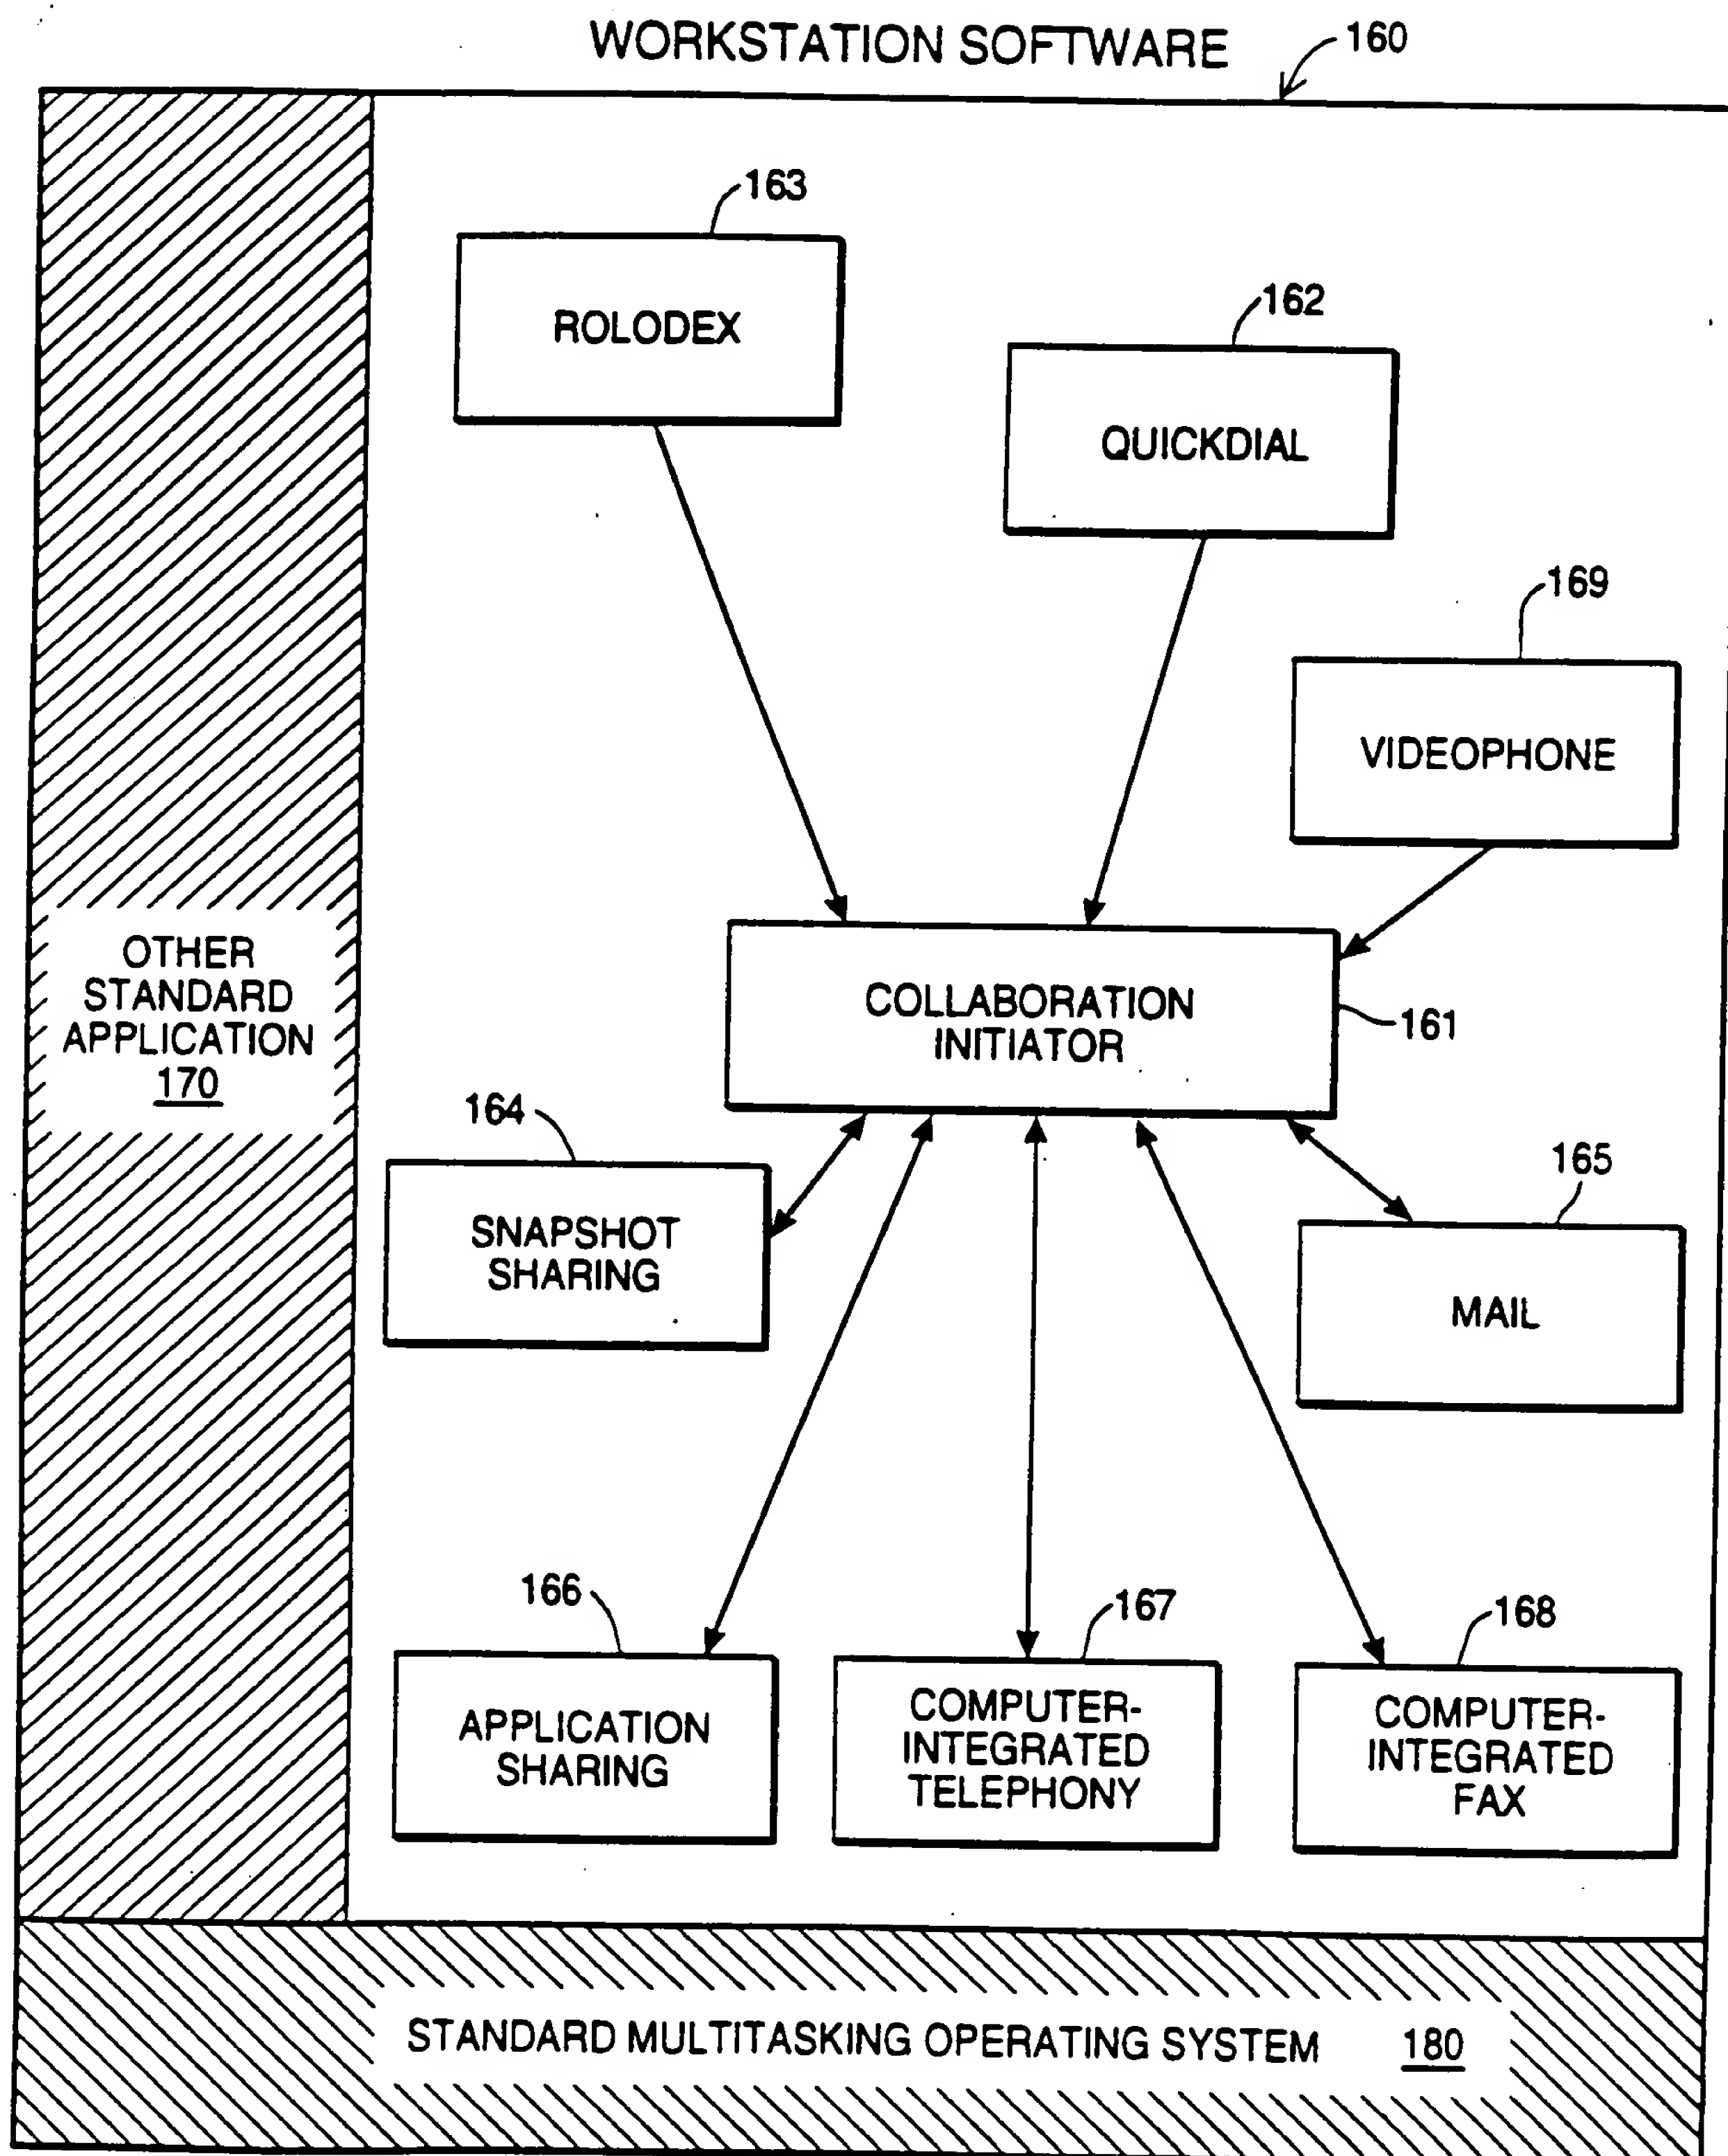 WORKSTATION SOFTWARE
160
163
ROLODEX
162
QUICKDIAL
169
VIDEOPHONE
COLLABORATION
INITIATOR
161
OTHER
STANDARD
APPLICATION
170
164
SNAPSHOT
SHARING
165
MAIL
166
APPLICATION
SHARING
167
COMPUTER-
INTEGRATED
TELEPHONY
168
COMPUTER-
INTEGRATED
FAX
STANDARD MULTITASKING OPERATING SYSTEM 180